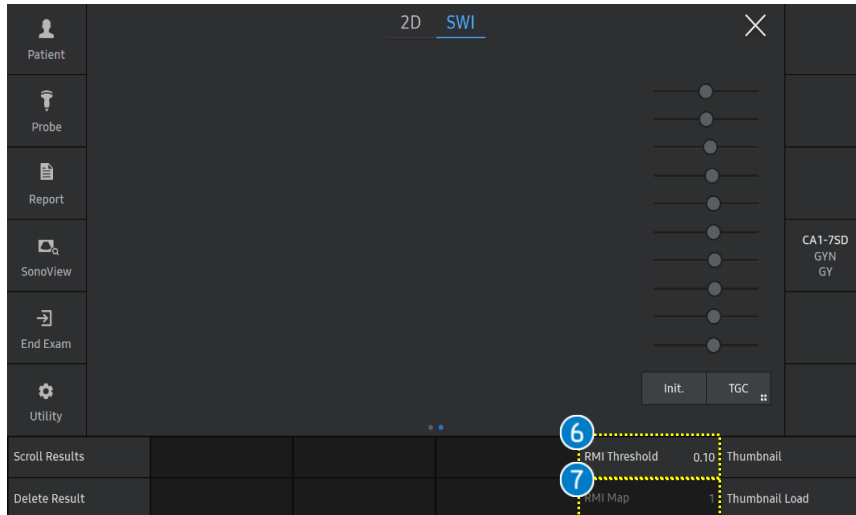 2D SWI
Patient
Probe
Report
SonoView
End Exam
Utility
CA1-7SD
GYN
GY
Init. TGC
6
Scroll Results RMI Threshold 0.10 Thumbnail
7
Delete Result RMI Map 1 Thumbnail Load